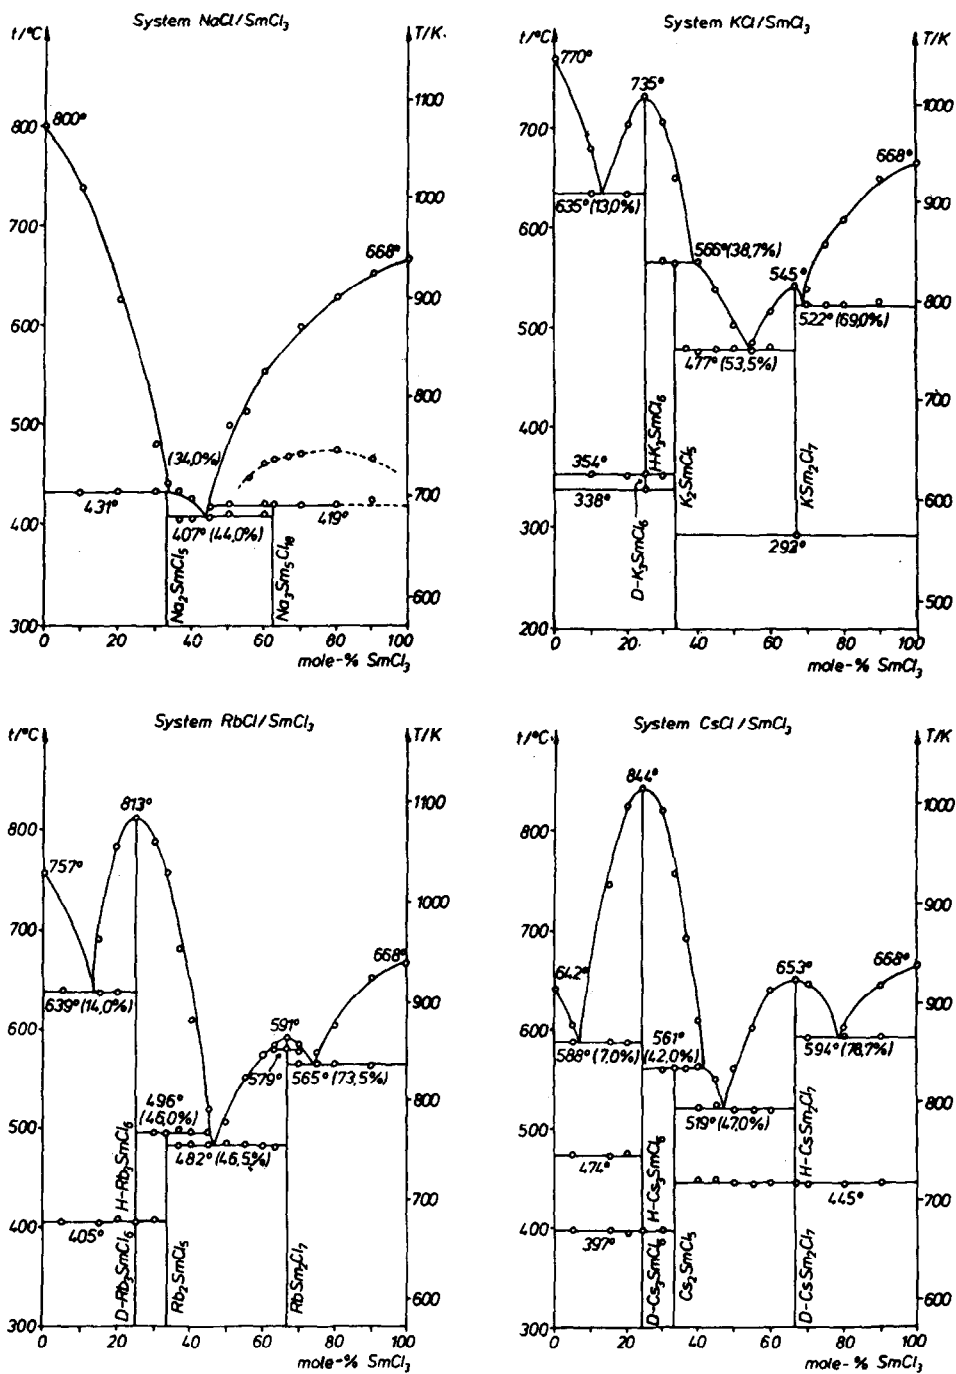 System NaCl/SmCl₃
t/°C
T/K
800°
668°
(34,0%)
431°
419°
407° (44,0%)
Na₂SmCl₅
Na₃Sm₅Cl₁₈
800
700
600
500
400
300
1100
1000
900
800
700
600
0 20 40 60 80 100
mole-% SmCl₃
System KCl/SmCl₃
t/°C
T/K
770°
735°
668°
635° (13,0%)
566° (38,7%)
545°
522° (69,0%)
477° (53,5%)
354°
338°
292°
H-K₃SmCl₆
D-K₃SmCl₆
K₂SmCl₅
KSm₂Cl₇
700
600
500
400
300
200
1000
900
800
700
600
500
0 20 40 60 80 100
mole-% SmCl₃
System RbCl/SmCl₃
t/°C
T/K
813°
757°
668°
639° (14,0%)
591°
579°
565° (73,5%)
496°
(46,0%)
482° (46,5%)
405°
H-Rb₃SmCl₆
D-Rb₃SmCl₆
Rb₂SmCl₅
RbSm₂Cl₇
800
700
600
500
400
300
1100
1000
900
800
700
600
0 20 40 60 80 100
mole-% SmCl₃
System CsCl/SmCl₃
t/°C
T/K
844°
642°
653°
668°
588° (7,0%)
561°
(42,0%)
594° (78,7%)
519° (47,0%)
474°
445°
397°
H-Cs₃SmCl₆
D-Cs₃SmCl₆
Cs₂SmCl₅
H-CsSm₂Cl₇
D-CsSm₂Cl₇
800
700
600
500
400
300
1000
900
800
700
600
0 20 40 60 80 100
mole-% SmCl₃